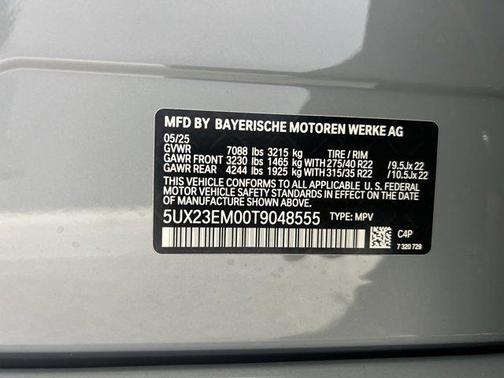 MFD BY BAYERISCHE MOTOREN WERKE AG
05/25
GVWR 7088 lbs 3215 kg TIRE / RIM
GAWR FRONT 3230 lbs 1465 kg WITH 275/40 R22 / 9.5J x 22
GAWR REAR 4244 lbs 1925 kg WITH 315/35 R22 / 10.5J x 22
THIS VEHICLE CONFORMS TO ALL APPLICABLE U.S. FEDERAL
MOTOR VEHICLE SAFETY STANDARDS IN EFFECT ON THE DATE
OF MANUFACTURE SHOWN ABOVE.
5UX23EM00T9048555 TYPE: MPV
C4P
7 320 729